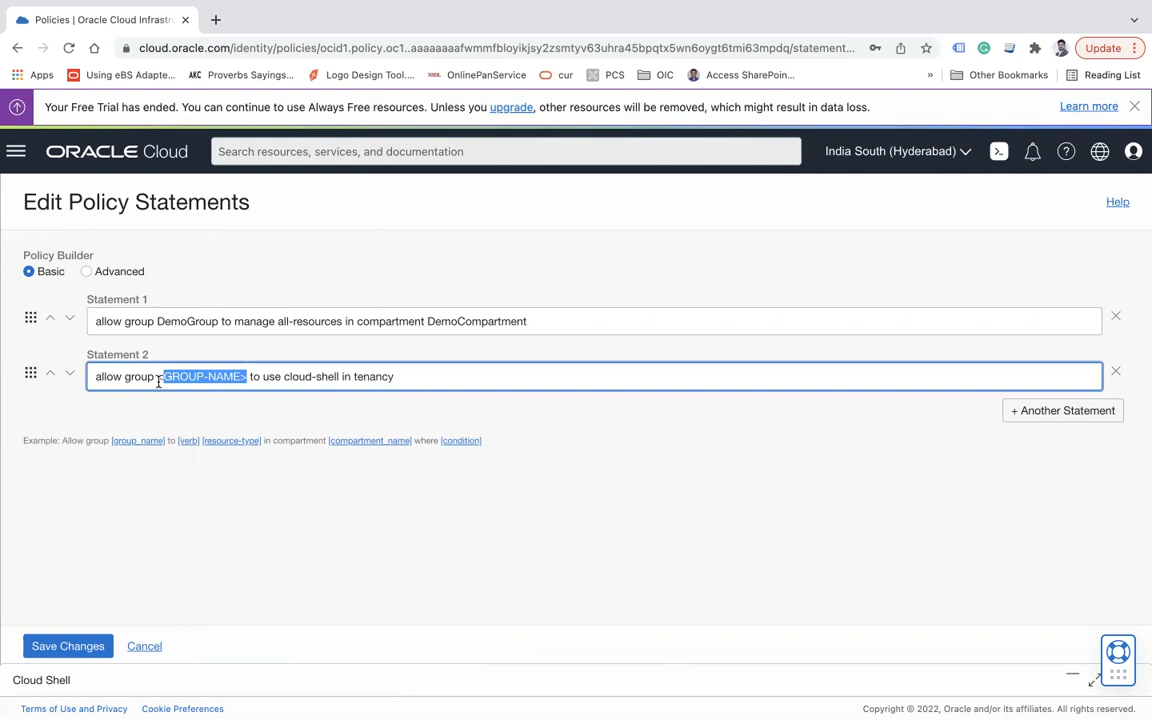 Policies | Oracle Cloud Infrastr
cloud.oracle.com/identity/policies/ocid1.policy.oc1..aaaaaaaafwmmfbloyikjsy2zsmtyv63uhra45bpqtx5wn6oygt6tmi63mpdq/statement...
Update
Apps
Using eBS Adapte...
AKC Proverbs Sayings...
Logo Design Tool....
NSDL OnlinePanService
cur
PCS
OIC
Access SharePoin...
»
Other Bookmarks
Reading List
Your Free Trial has ended. You can continue to use Always Free resources. Unless you upgrade, other resources will be removed, which might result in data loss.
Learn more
ORACLE Cloud
Search resources, services, and documentation
India South (Hyderabad)
Edit Policy Statements
Help
Policy Builder
Basic
Advanced
Statement 1
allow group DemoGroup to manage all-resources in compartment DemoCompartment
Statement 2
allow group <GROUP-NAME> to use cloud-shell in tenancy
+ Another Statement
Example: Allow group [group_name] to [verb] [resource-type] in compartment [compartment_name] where [condition]
Save Changes
Cancel
Cloud Shell
Terms of Use and Privacy
Cookie Preferences
Copyright © 2022, Oracle and/or its affiliates. All rights reserved.